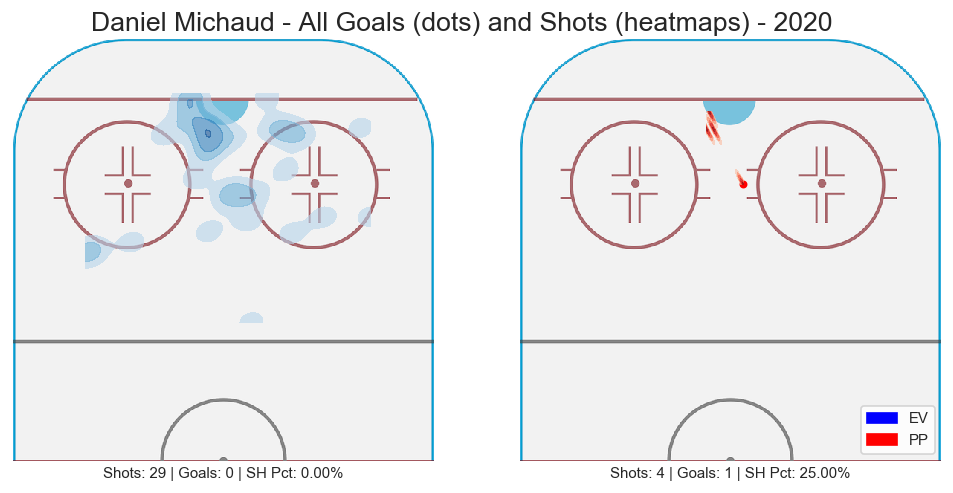 Daniel Michaud - All Goals (dots) and Shots (heatmaps) - 2020
EV
PP
Shots: 29 | Goals: 0 | SH Pct: 0.00%
Shots: 4 | Goals: 1 | SH Pct: 25.00%